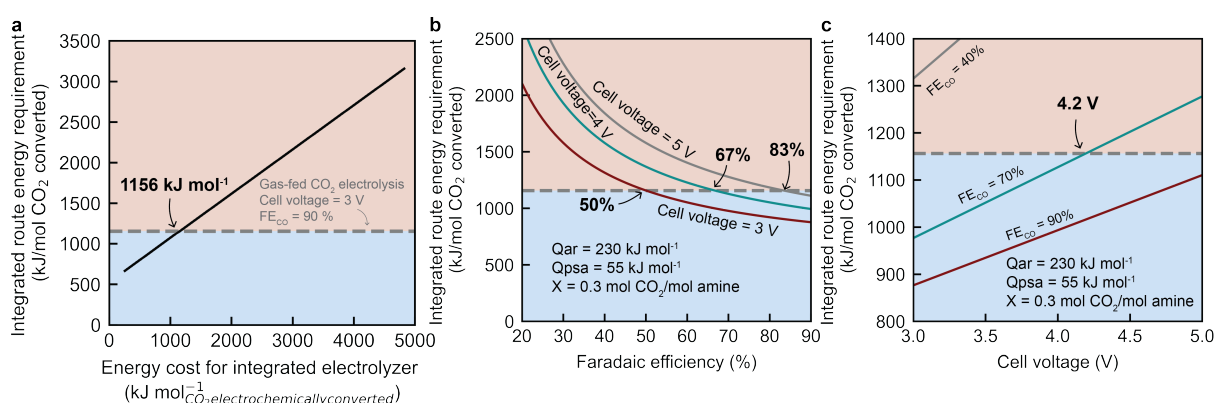 a
Integrated route energy requirement
(kJ/mol CO₂ converted)
3500
3000
2500
2000
1500
1000
500
0
1156 kJ mol⁻¹
Gas-fed CO₂ electrolysis
Cell voltage = 3 V
FE_CO = 90 %
0 1000 2000 3000 4000 5000
Energy cost for integrated electrolyzer
(kJ mol⁻¹_CO₂electrochemicallyconverted)
b
Integrated route energy requirement
(kJ/mol CO₂ converted)
2500
2000
1500
1000
500
0
Cell voltage=4 V
Cell voltage = 5 V
67%
83%
50%
Cell voltage = 3 V
Qar = 230 kJ mol⁻¹
Qpsa = 55 kJ mol⁻¹
X = 0.3 mol CO₂/mol amine
20 30 40 50 60 70 80 90
Faradaic efficiency (%)
c
Integrated route energy requirement
(kJ/mol CO₂ converted)
1400
1300
1200
1100
1000
900
800
FE_CO = 40%
4.2 V
FE_CO = 70%
FE_CO = 90%
Qar = 230 kJ mol⁻¹
Qpsa = 55 kJ mol⁻¹
X = 0.3 mol CO₂/mol amine
3.0 3.5 4.0 4.5 5.0
Cell voltage (V)